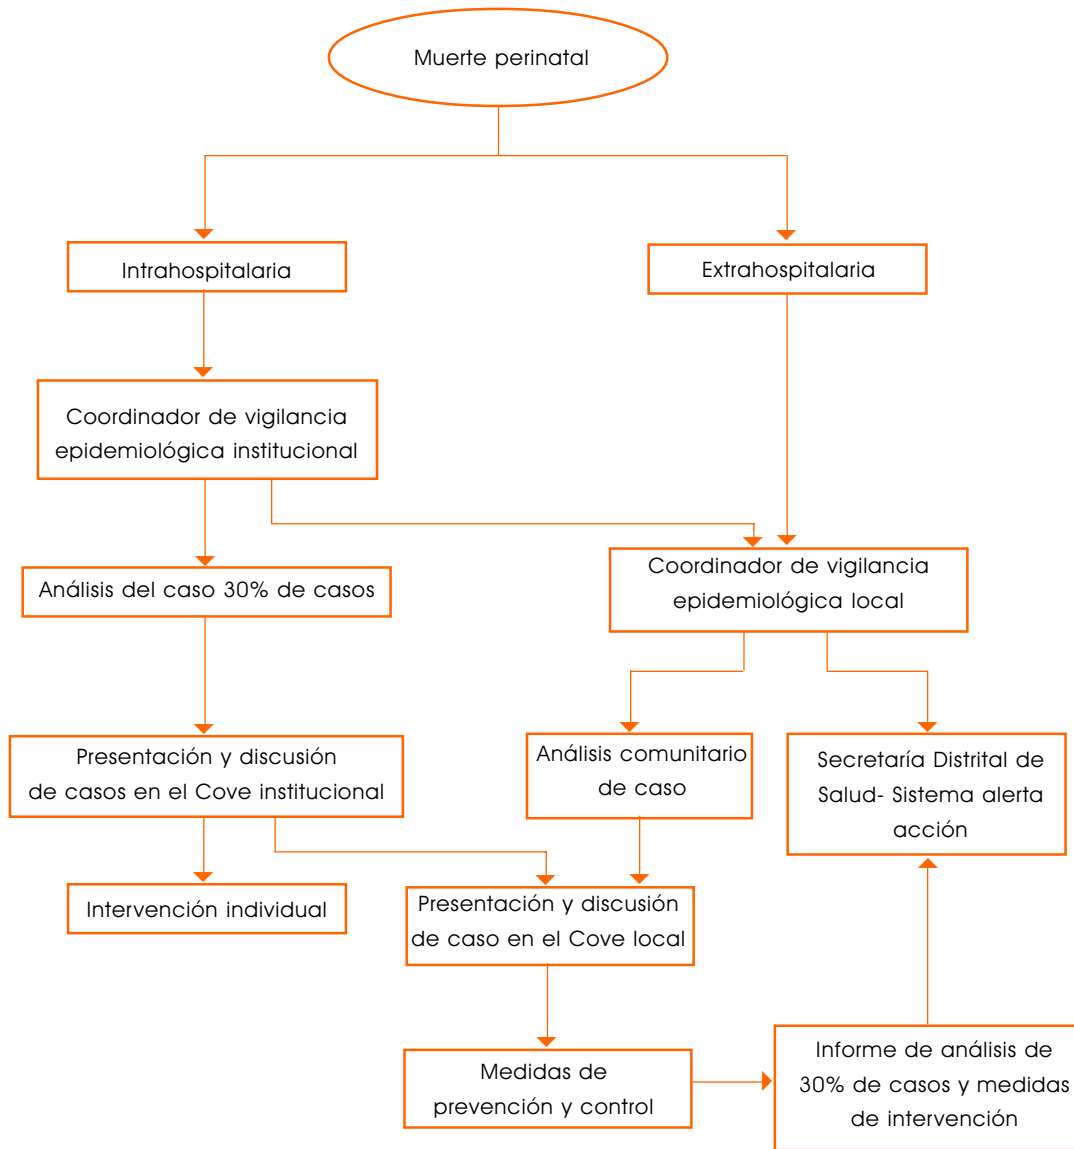 Muerte perinatal
Intrahospitalaria
Extrahospitalaria
Coordinador de vigilancia
epidemiológica institucional
Análisis del caso 30% de casos
Coordinador de vigilancia
epidemiológica local
Presentación y discusión
de casos en el Cove institucional
Análisis comunitario
de caso
Secretaría Distrital de
Salud- Sistema alerta
acción
Intervención individual
Presentación y discusión
de caso en el Cove local
Medidas de
prevención y control
Informe de análisis de
30% de casos y medidas
de intervención